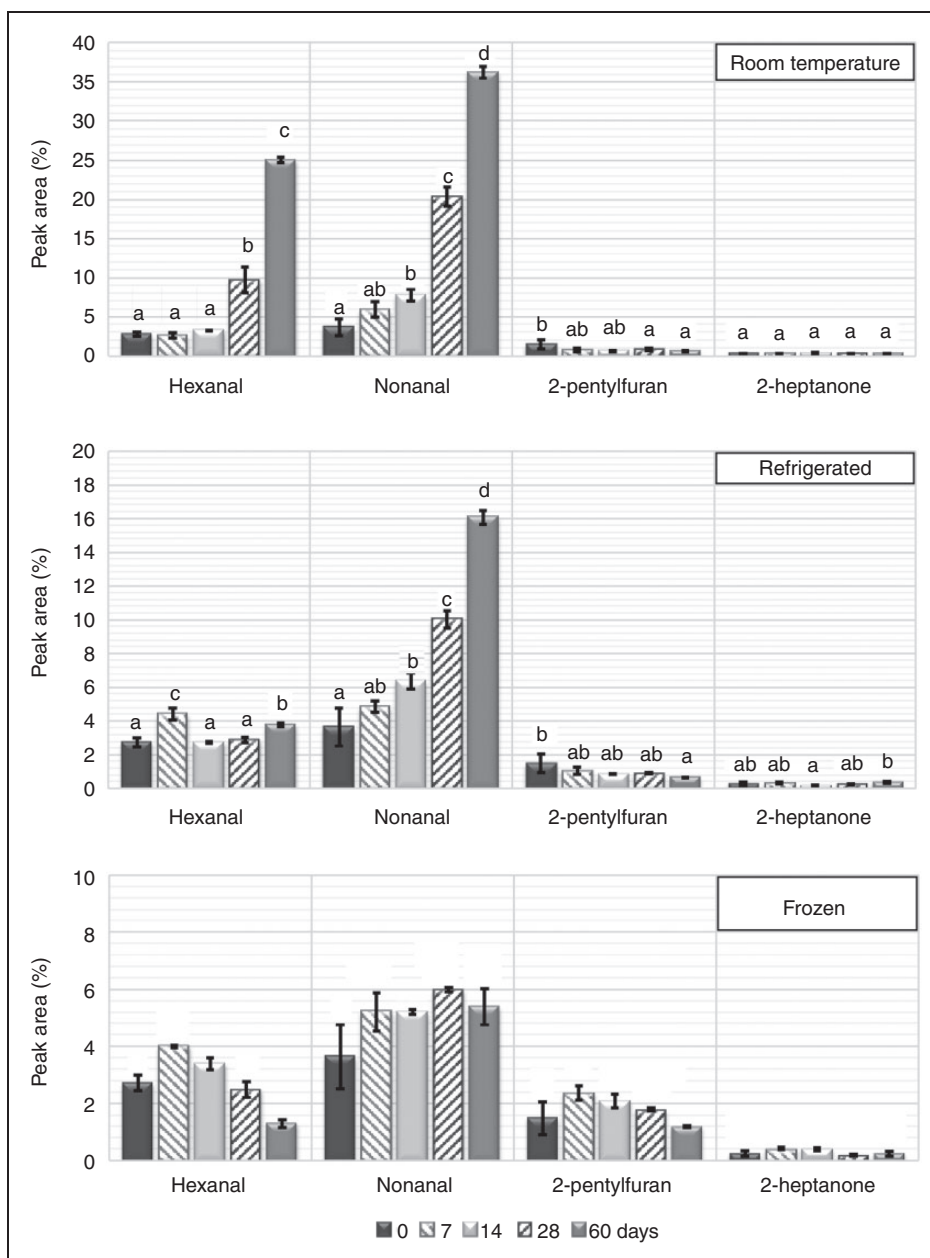 40
Room temperature
35
30
25
20
15
10
5
0
Peak area (%)
a a a b c
a ab b c d
b ab ab a a
a a a a a
Hexanal Nonanal 2-pentylfuran 2-heptanone
20
Refrigerated
18
16
14
12
10
8
6
4
2
0
Peak area (%)
a c a a b
a ab b c d
b ab ab ab a
ab ab a ab b
Hexanal Nonanal 2-pentylfuran 2-heptanone
10
Frozen
8
6
4
2
0
Peak area (%)
Hexanal Nonanal 2-pentylfuran 2-heptanone
0 7 14 28 60 days